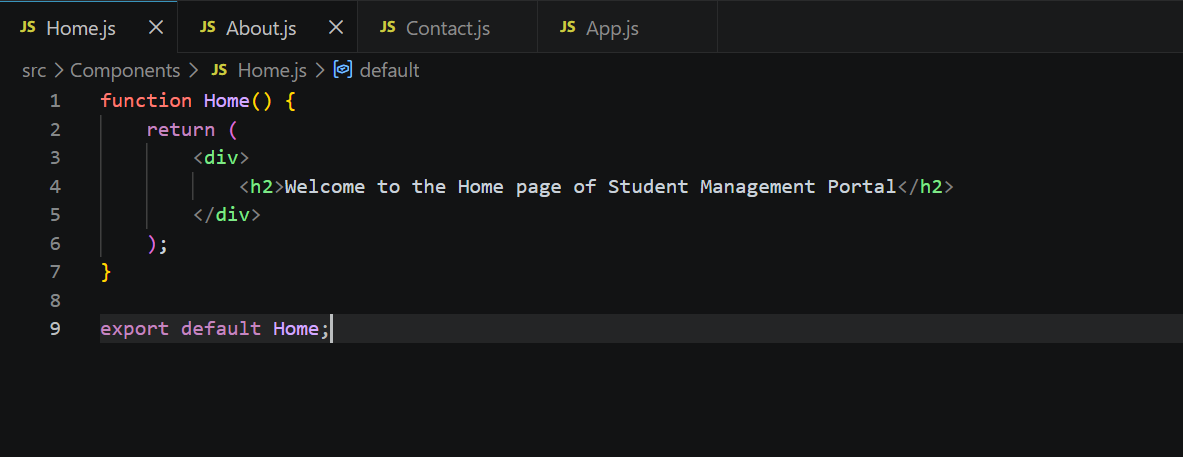 JS Home.js × JS About.js × JS Contact.js JS App.js
src > Components > JS Home.js > default
1 function Home() {
2     return (
3         <div>
4             <h2>Welcome to the Home page of Student Management Portal</h2>
5         </div>
6     );
7 }
8
9 export default Home;